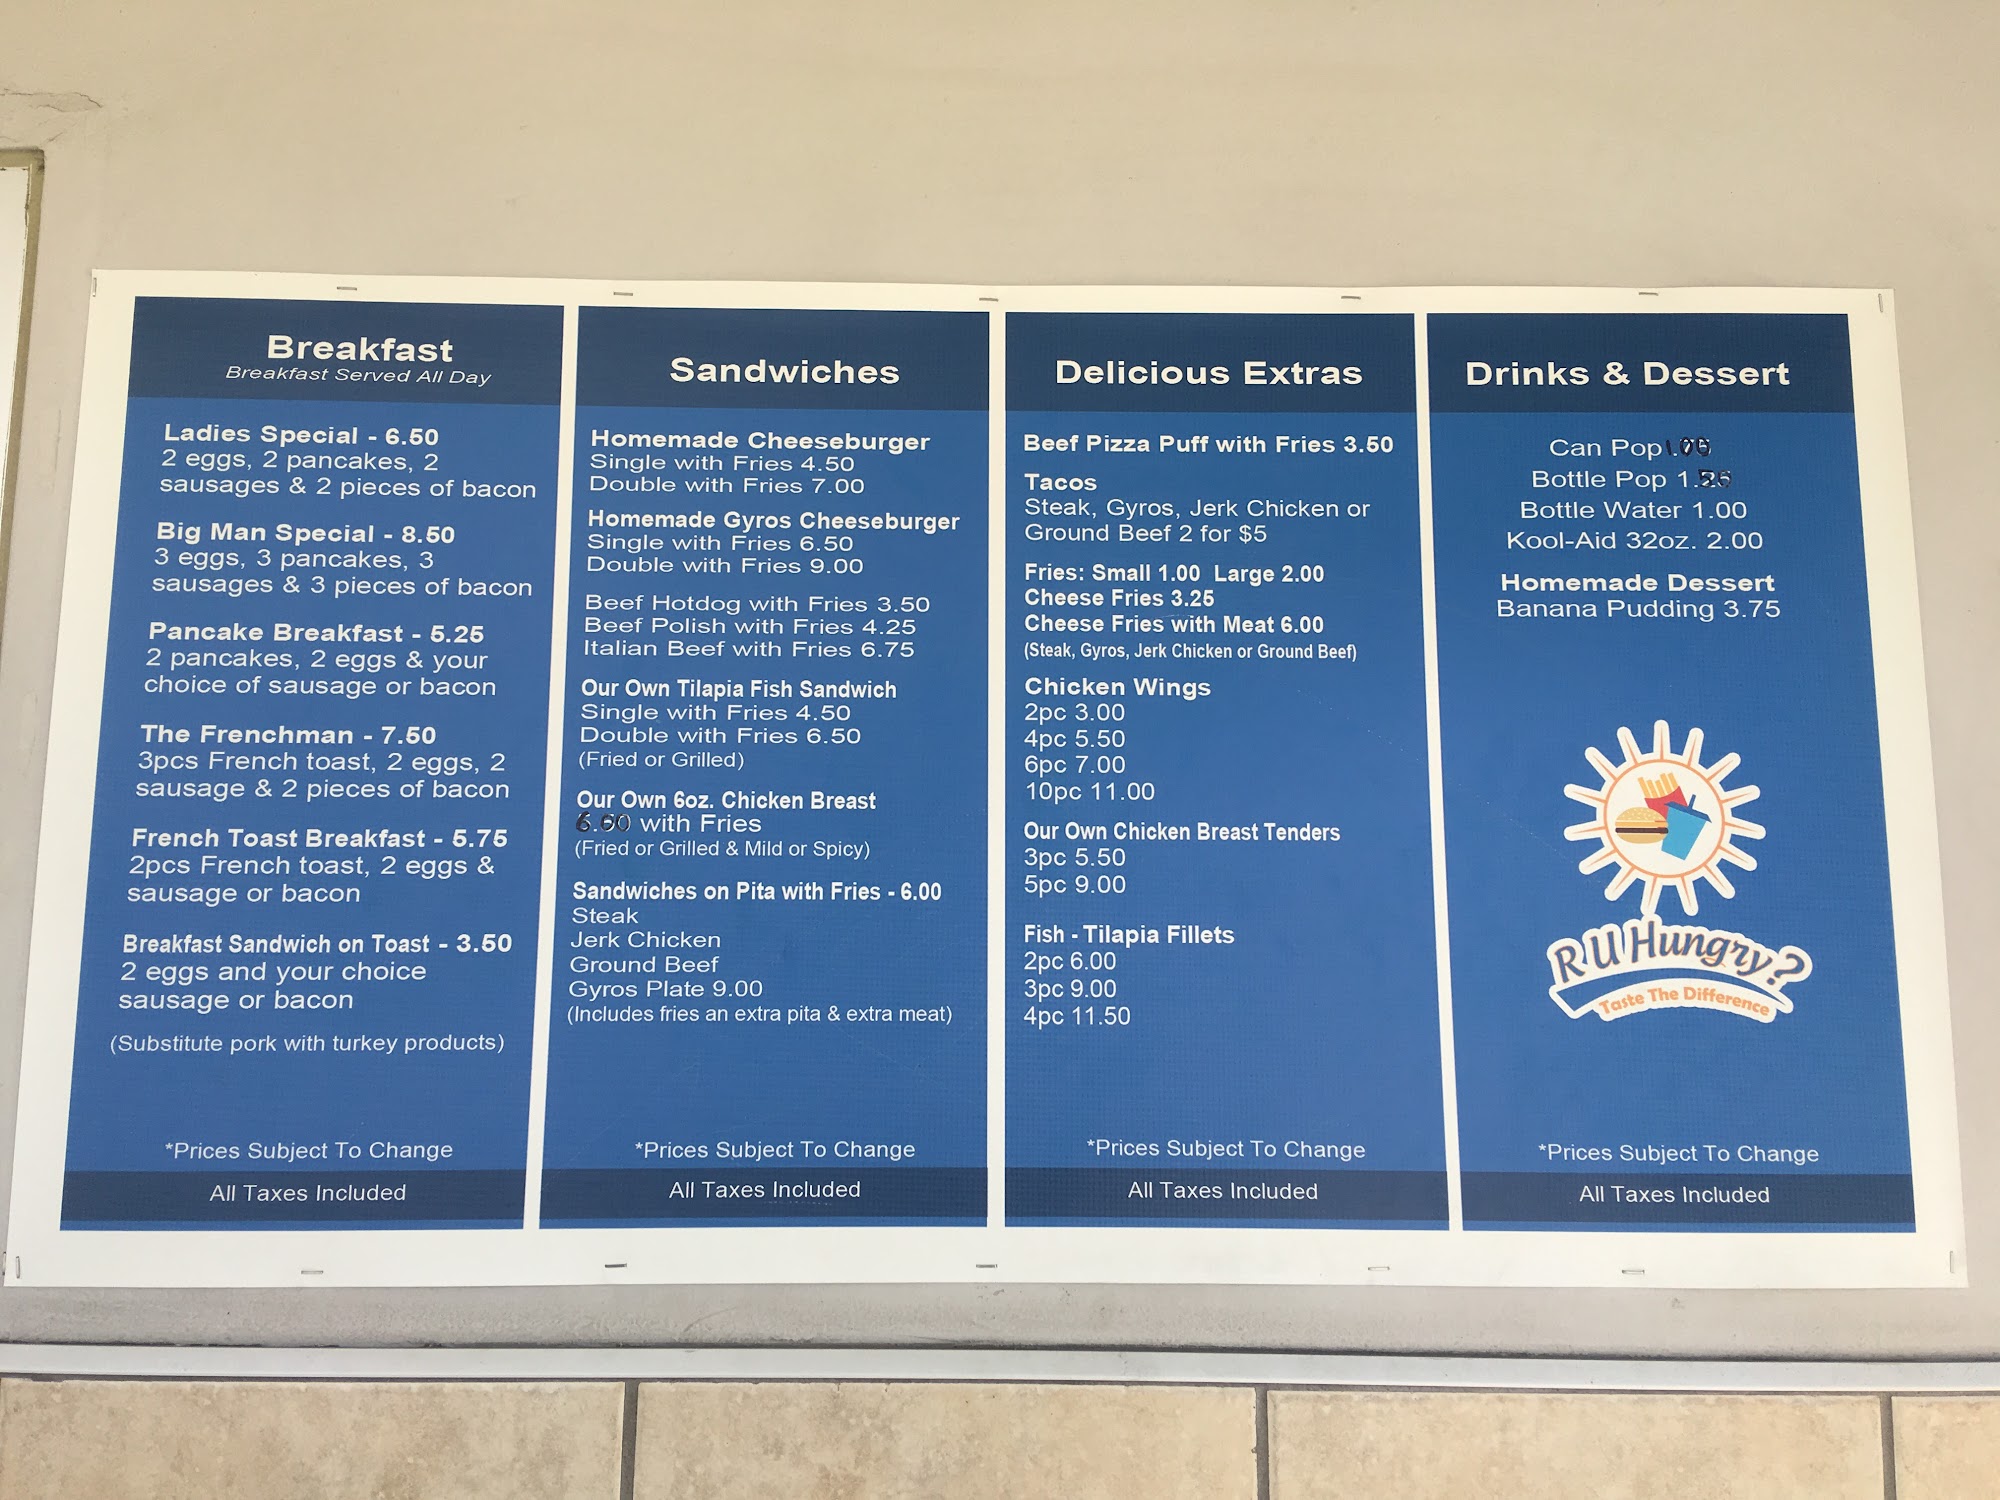 Breakfast
Breakfast Served All Day
Ladies Special - 6.50
2 eggs, 2 pancakes, 2
sausages & 2 pieces of bacon
Big Man Special - 8.50
3 eggs, 3 pancakes, 3
sausages & 3 pieces of bacon
Pancake Breakfast - 5.25
2 pancakes, 2 eggs & your
choice of sausage or bacon
The Frenchman - 7.50
3pcs French toast, 2 eggs, 2
sausage & 2 pieces of bacon
French Toast Breakfast - 5.75
2pcs French toast, 2 eggs &
sausage or bacon
Breakfast Sandwich on Toast - 3.50
2 eggs and your choice
sausage or bacon
(Substitute pork with turkey products)
*Prices Subject To Change
All Taxes Included
Sandwiches
Homemade Cheeseburger
Single with Fries 4.50
Double with Fries 7.00
Homemade Gyros Cheeseburger
Single with Fries 6.50
Double with Fries 9.00
Beef Hotdog with Fries 3.50
Beef Polish with Fries 4.25
Italian Beef with Fries 6.75
Our Own Tilapia Fish Sandwich
Single with Fries 4.50
Double with Fries 6.50
(Fried or Grilled)
Our Own 6oz. Chicken Breast
with Fries
(Fried or Grilled & Mild or Spicy)
Sandwiches on Pita with Fries - 6.00
Steak
Jerk Chicken
Ground Beef
Gyros Plate 9.00
(Includes fries an extra pita & extra meat)
*Prices Subject To Change
All Taxes Included
Delicious Extras
Beef Pizza Puff with Fries 3.50
Tacos
Steak, Gyros, Jerk Chicken or
Ground Beef 2 for $5
Fries: Small 1.00 Large 2.00
Cheese Fries 3.25
Cheese Fries with Meat 6.00
(Steak, Gyros, Jerk Chicken or Ground Beef)
Chicken Wings
2pc 3.00
4pc 5.50
6pc 7.00
10pc 11.00
Our Own Chicken Breast Tenders
3pc 5.50
5pc 9.00
Fish - Tilapia Fillets
2pc 6.00
3pc 9.00
4pc 11.50
*Prices Subject To Change
All Taxes Included
Drinks & Dessert
Can Pop 1.00
Bottle Pop
Bottle Water 1.00
Kool-Aid 32oz. 2.00
Homemade Dessert
Banana Pudding 3.75
R U Hungry?
Taste The Difference
*Prices Subject To Change
All Taxes Included